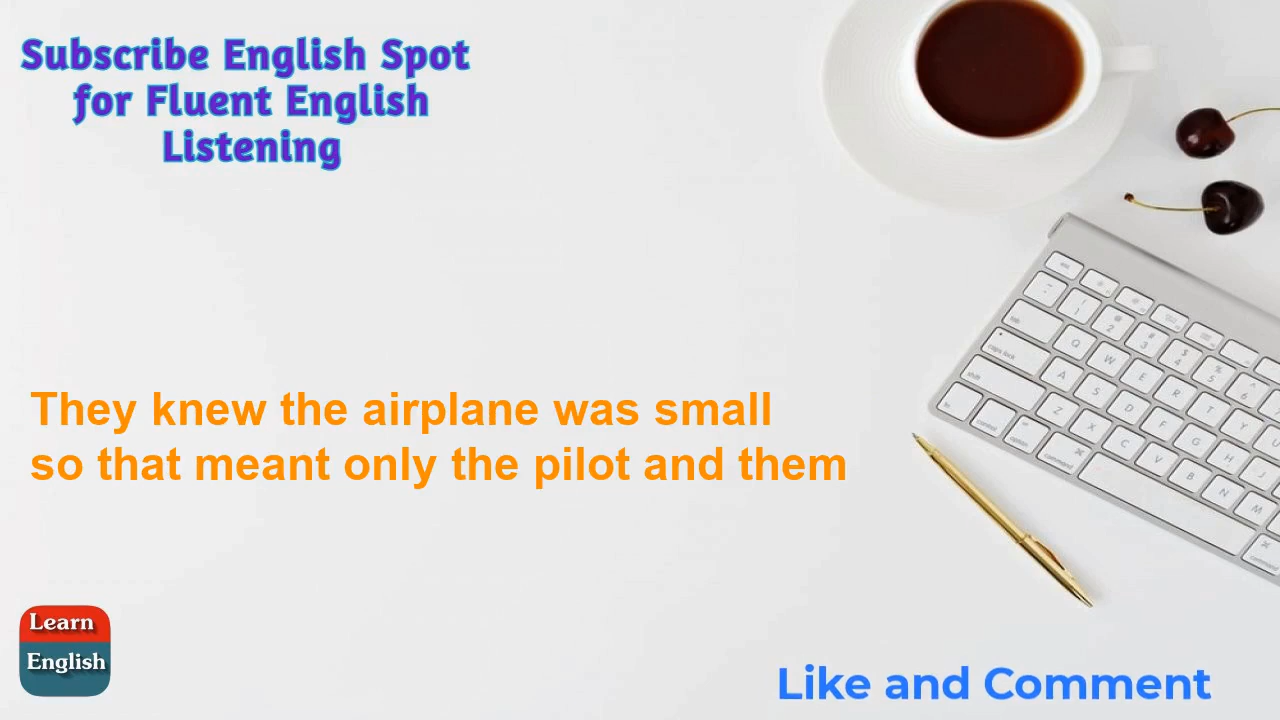 Subscribe English Spot
for Fluent English
Listening
They knew the airplane was small
so that meant only the pilot and them
Learn
English
Like and Comment